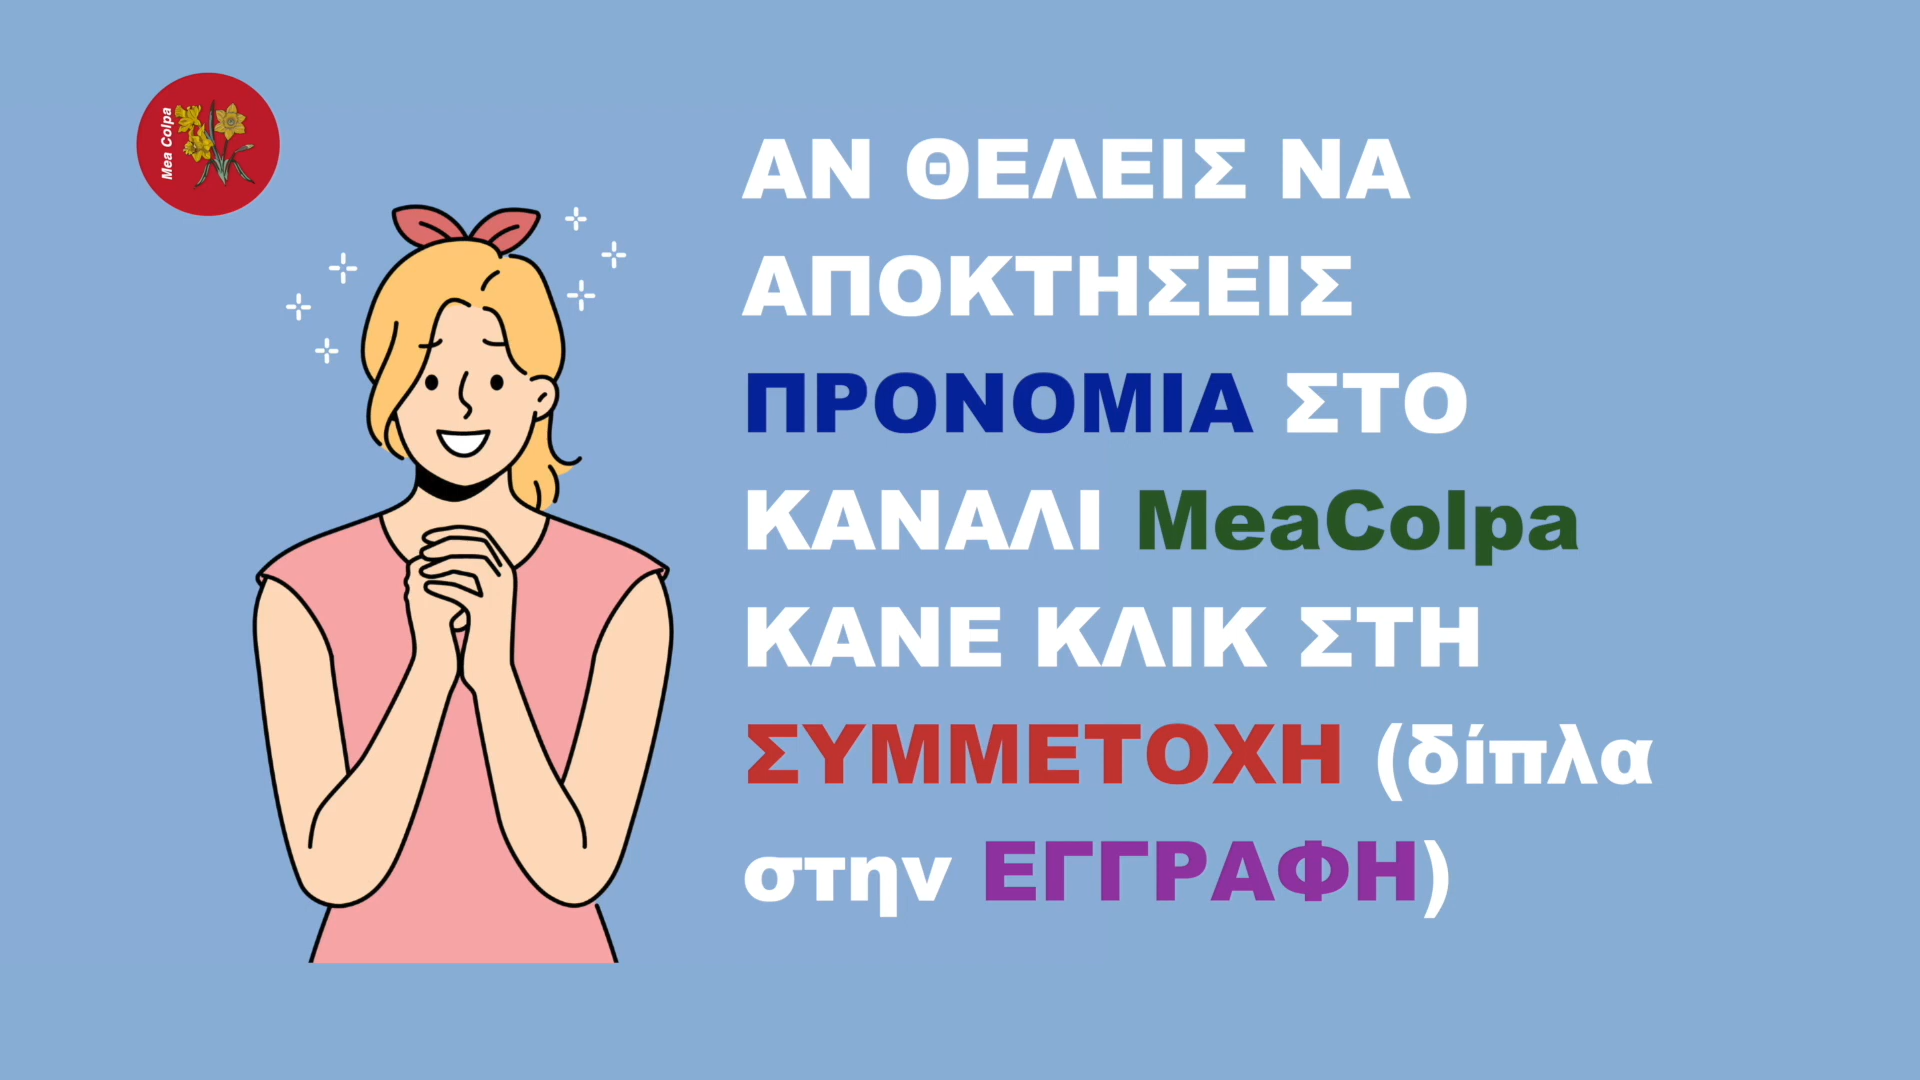 Mea Colpa
ΑΝ ΘΕΛΕΙΣ ΝΑ
ΑΠΟΚΤΗΣΕΙΣ
ΠΡΟΝΟΜΙΑ ΣΤΟ
ΚΑΝΑΛΙ MeaColpa
ΚΑΝΕ ΚΛΙΚ ΣΤΗ
ΣΥΜΜΕΤΟΧΗ (δίπλα
στην ΕΓΓΡΑΦΗ)